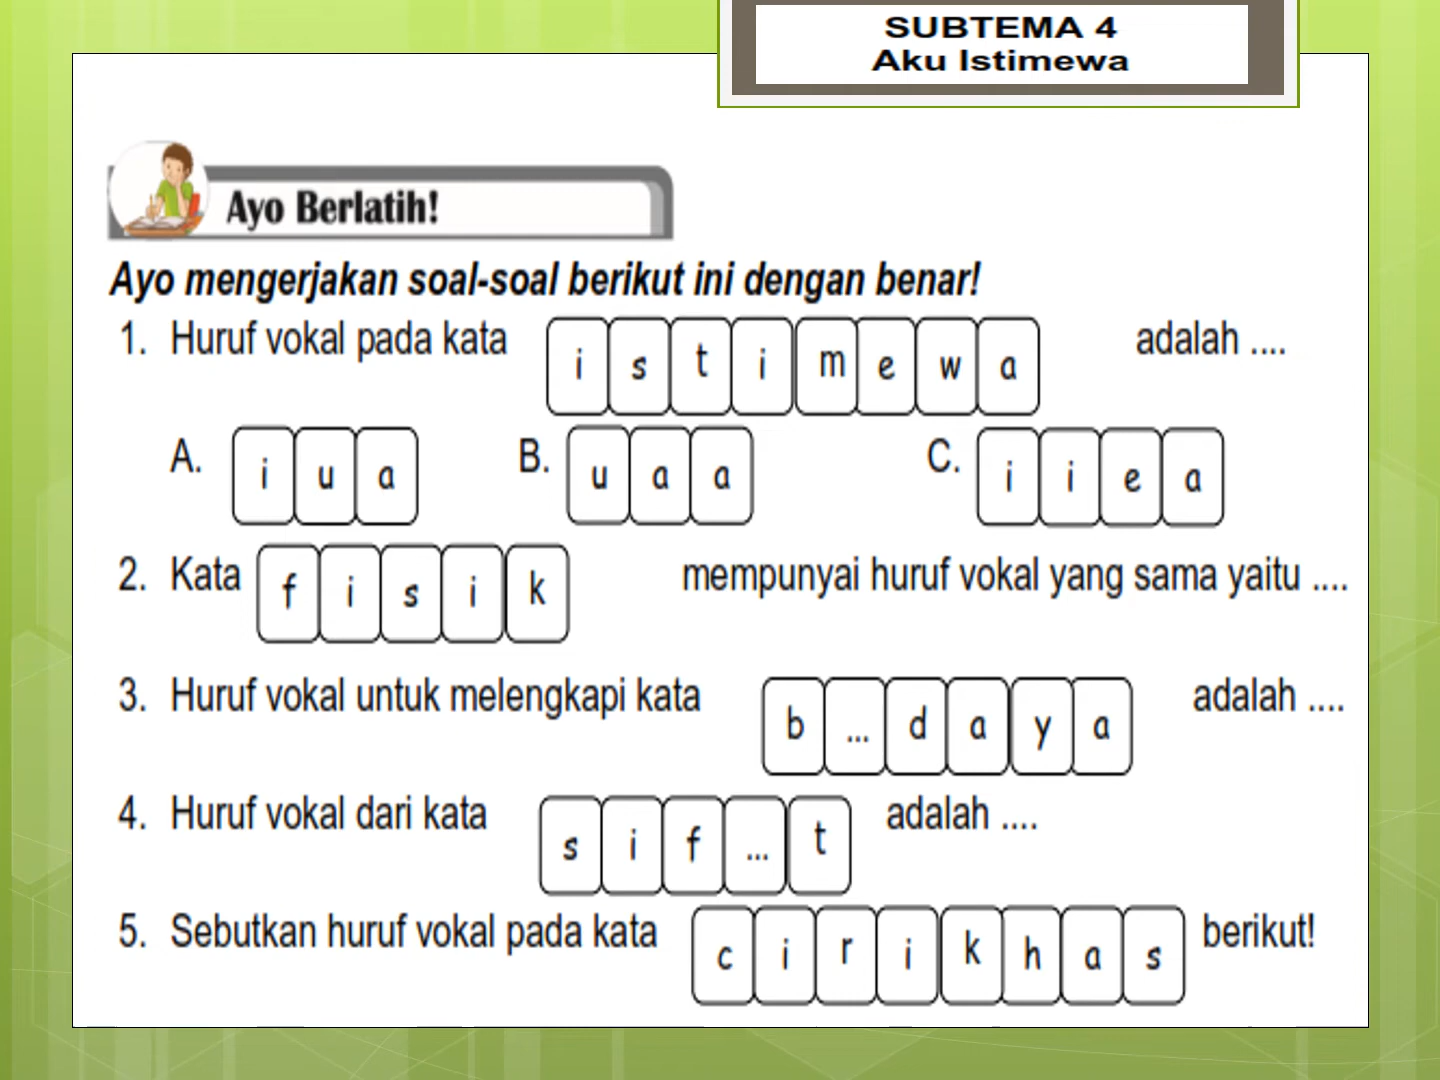 SUBTEMA 4
Aku Istimewa
Ayo Berlatih!
Ayo mengerjakan soal-soal berikut ini dengan benar!
1. Huruf vokal pada kata i s t i m e w a adalah ....
A. i u a B. u a a C. i i e a
2. Kata f i s i k mempunyai huruf vokal yang sama yaitu ....
3. Huruf vokal untuk melengkapi kata b ... d a y a adalah ....
4. Huruf vokal dari kata s i f ... t adalah ....
5. Sebutkan huruf vokal pada kata c i r i k h a s berikut!